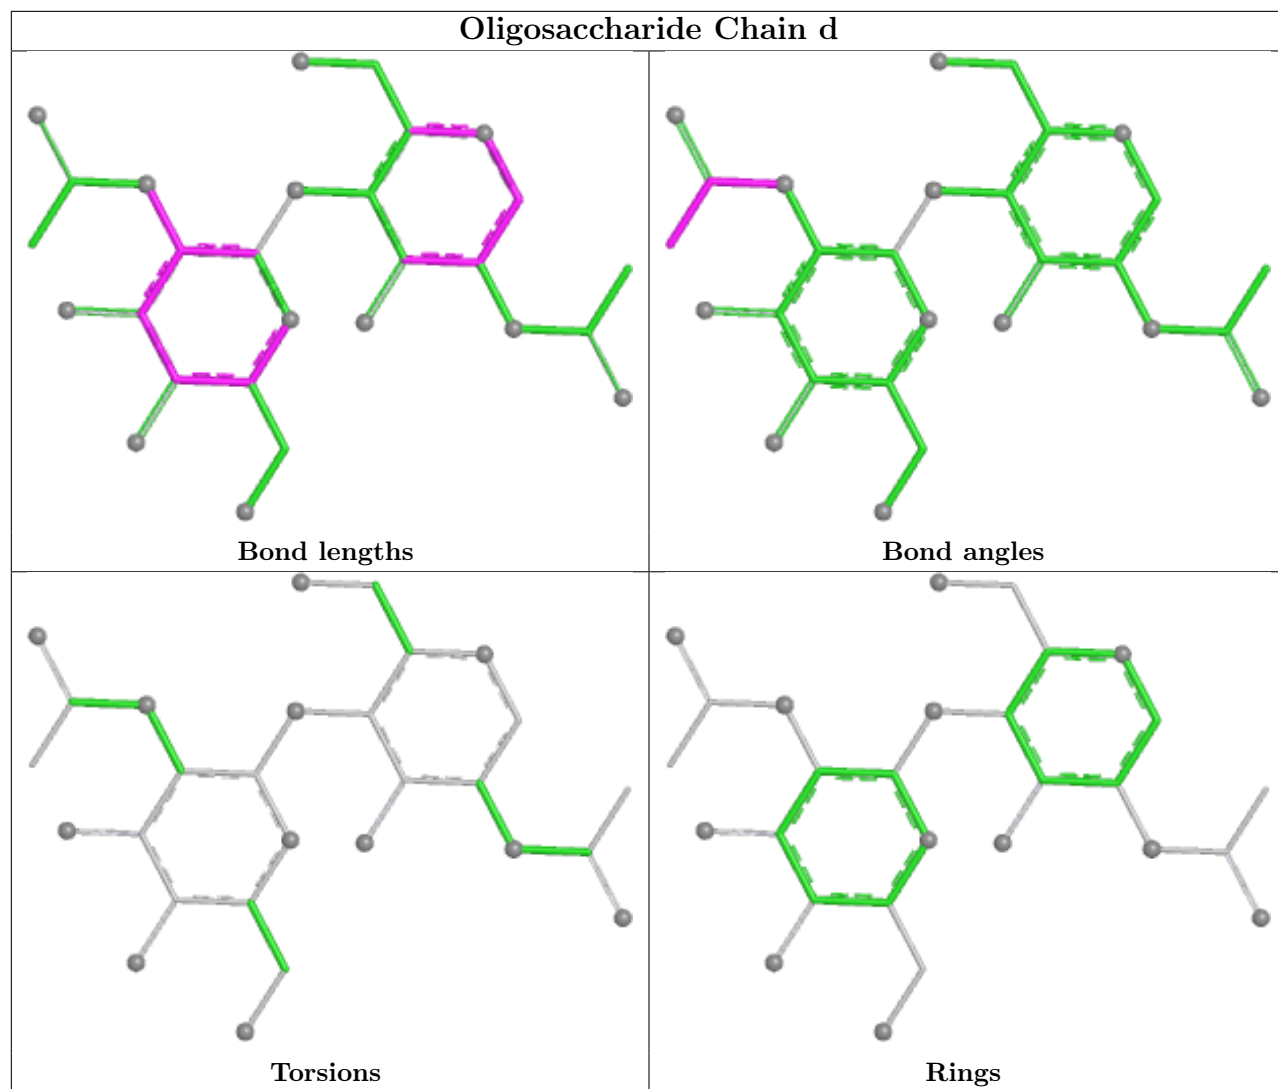 Oligosaccharide Chain d
Bond lengths
Bond angles
Torsions
Rings